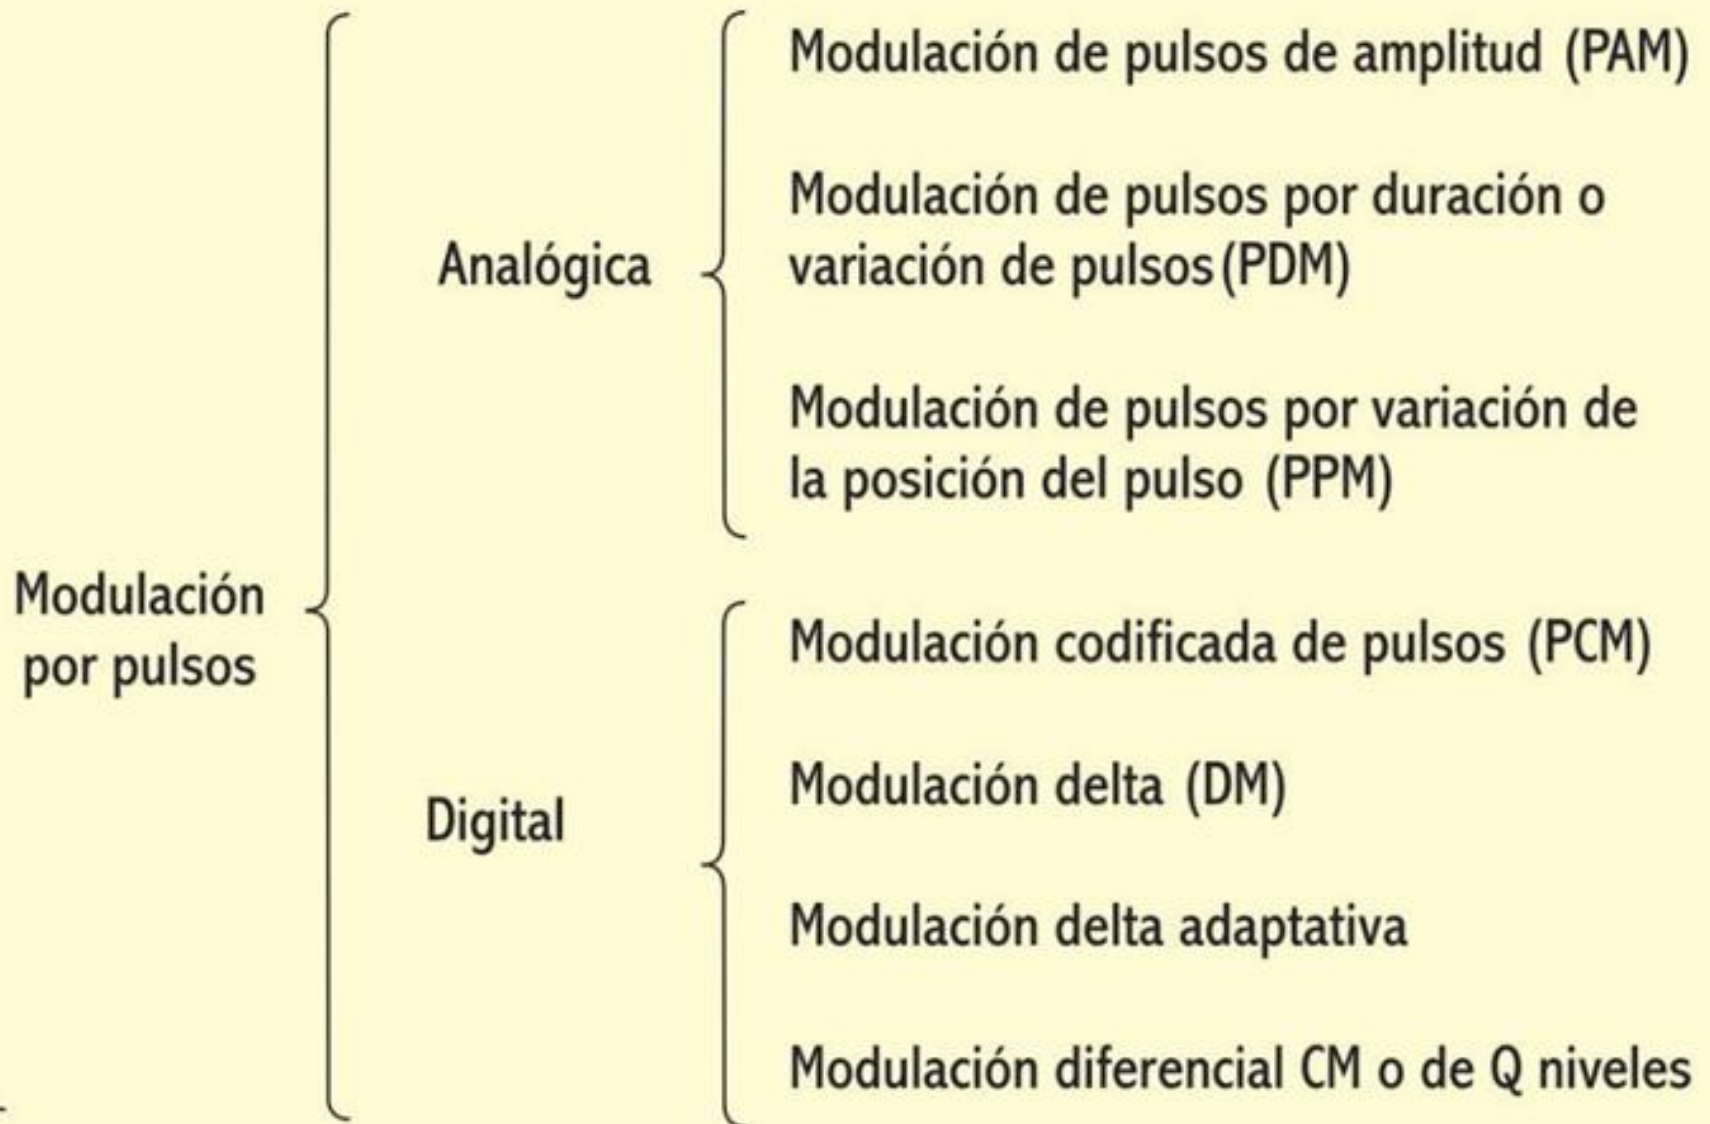 Modulación
por pulsos
Analógica
Modulación de pulsos de amplitud (PAM)
Modulación de pulsos por duración o
variación de pulsos (PDM)
Modulación de pulsos por variación de
la posición del pulso (PPM)
Digital
Modulación codificada de pulsos (PCM)
Modulación delta (DM)
Modulación delta adaptativa
Modulación diferencial CM o de Q niveles